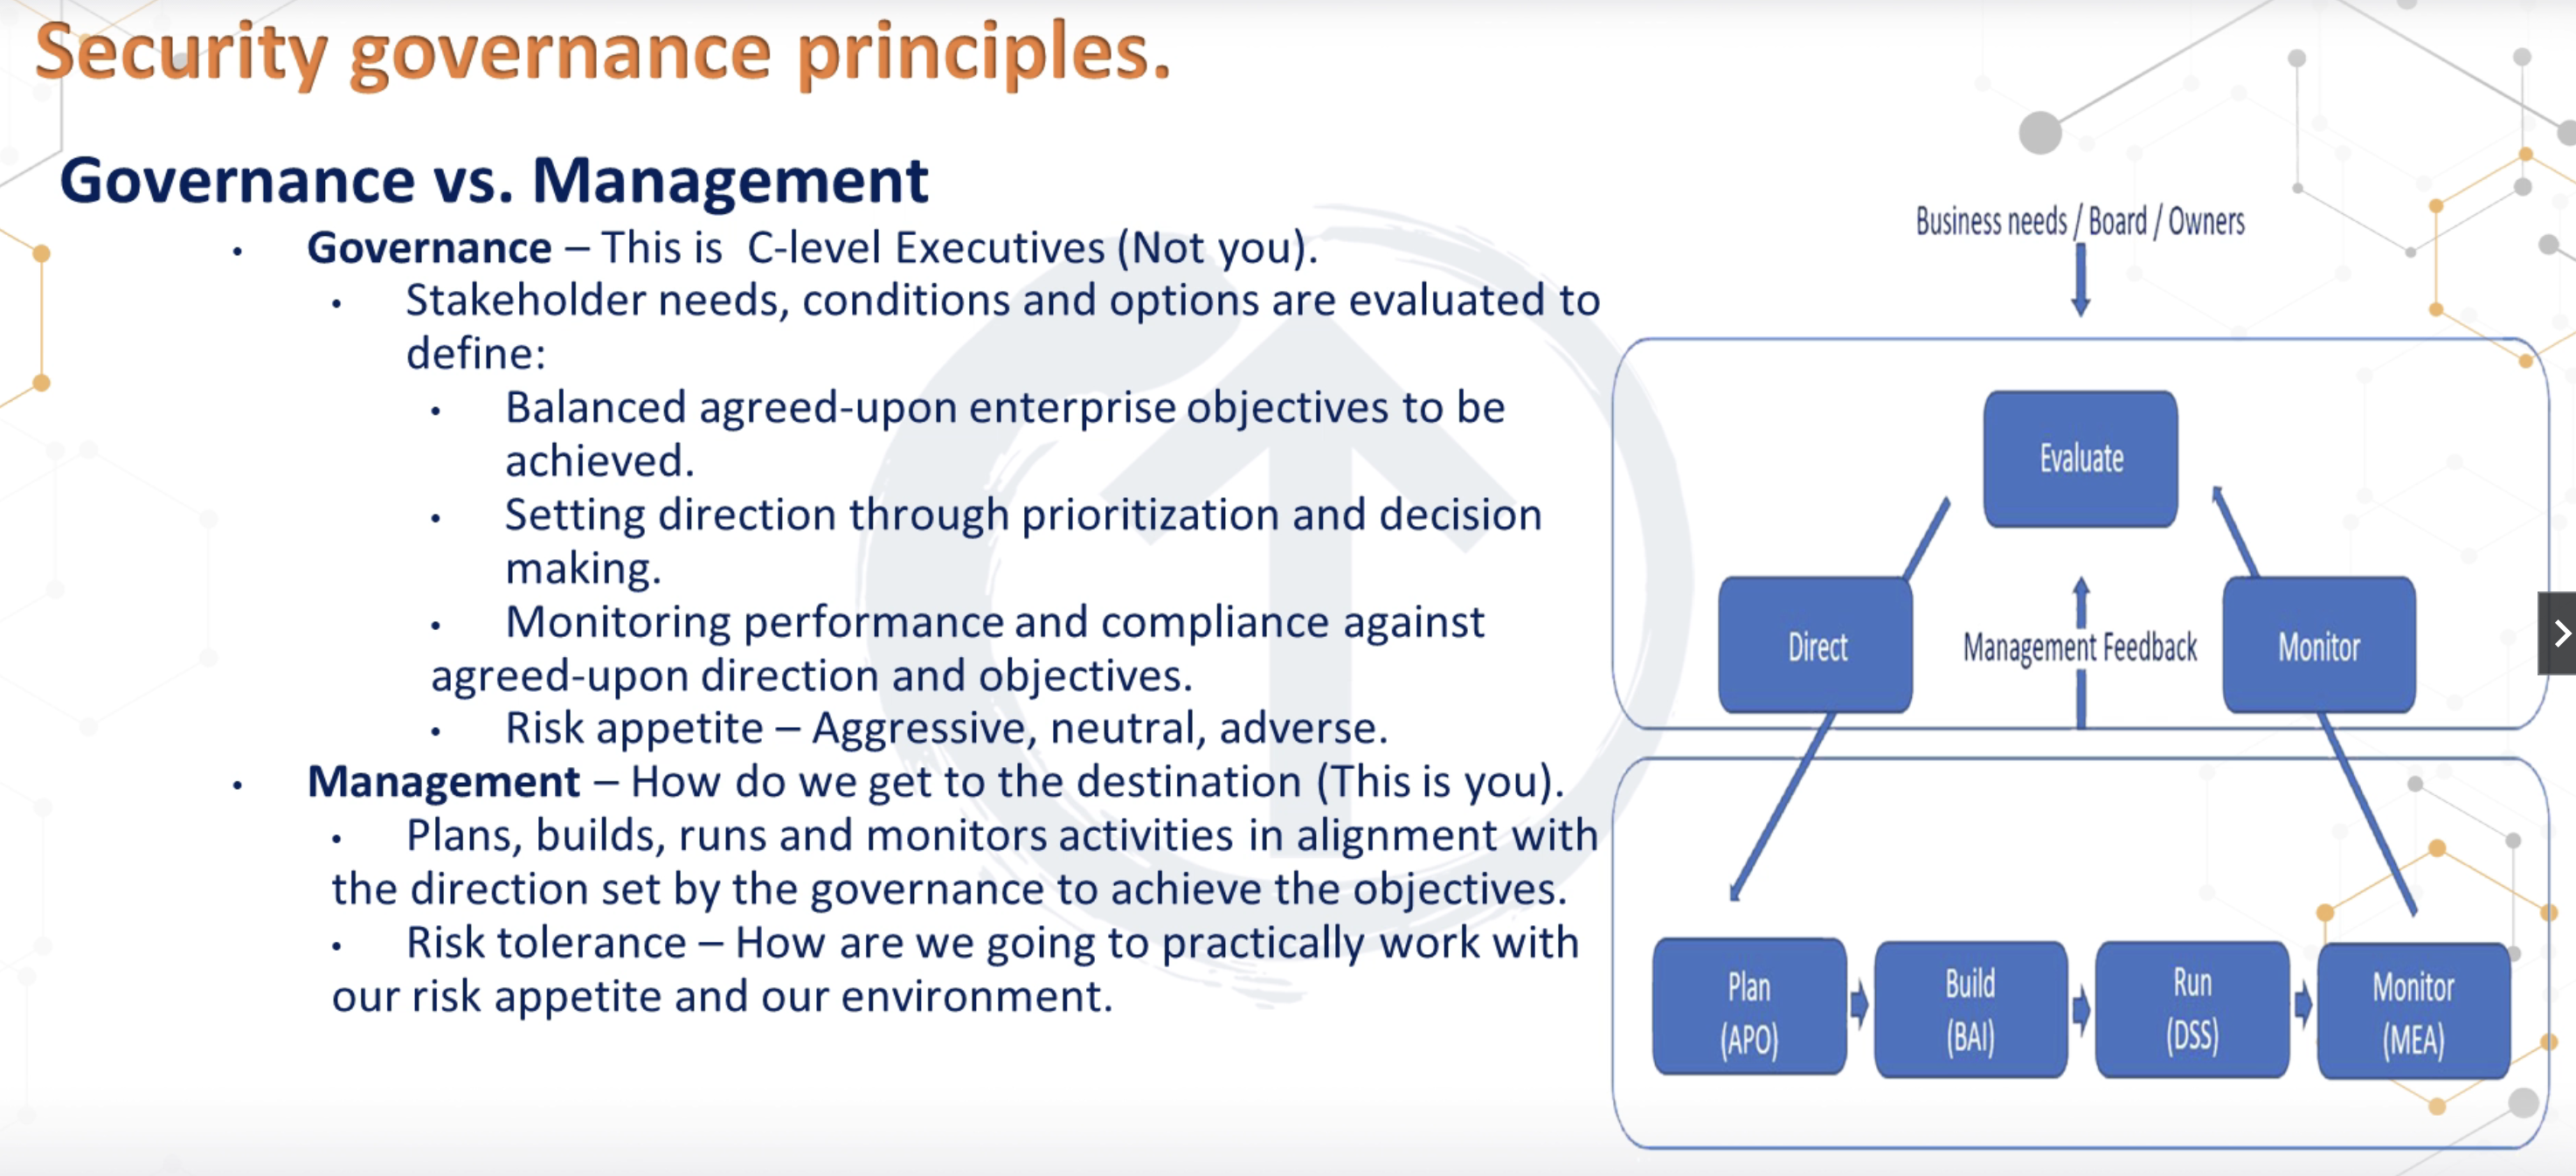 Security governance principles.
Governance vs. Management
• Governance – This is C-level Executives (Not you).
• Stakeholder needs, conditions and options are evaluated to
define:
• Balanced agreed-upon enterprise objectives to be
achieved.
• Setting direction through prioritization and decision
making.
• Monitoring performance and compliance against
agreed-upon direction and objectives.
• Risk appetite – Aggressive, neutral, adverse.
• Management – How do we get to the destination (This is you).
• Plans, builds, runs and monitors activities in alignment with
the direction set by the governance to achieve the objectives.
• Risk tolerance – How are we going to practically work with
our risk appetite and our environment.
Business needs / Board / Owners
Evaluate
Direct
Management Feedback
Monitor
Plan
(APO)
Build
(BAI)
Run
(DSS)
Monitor
(MEA)